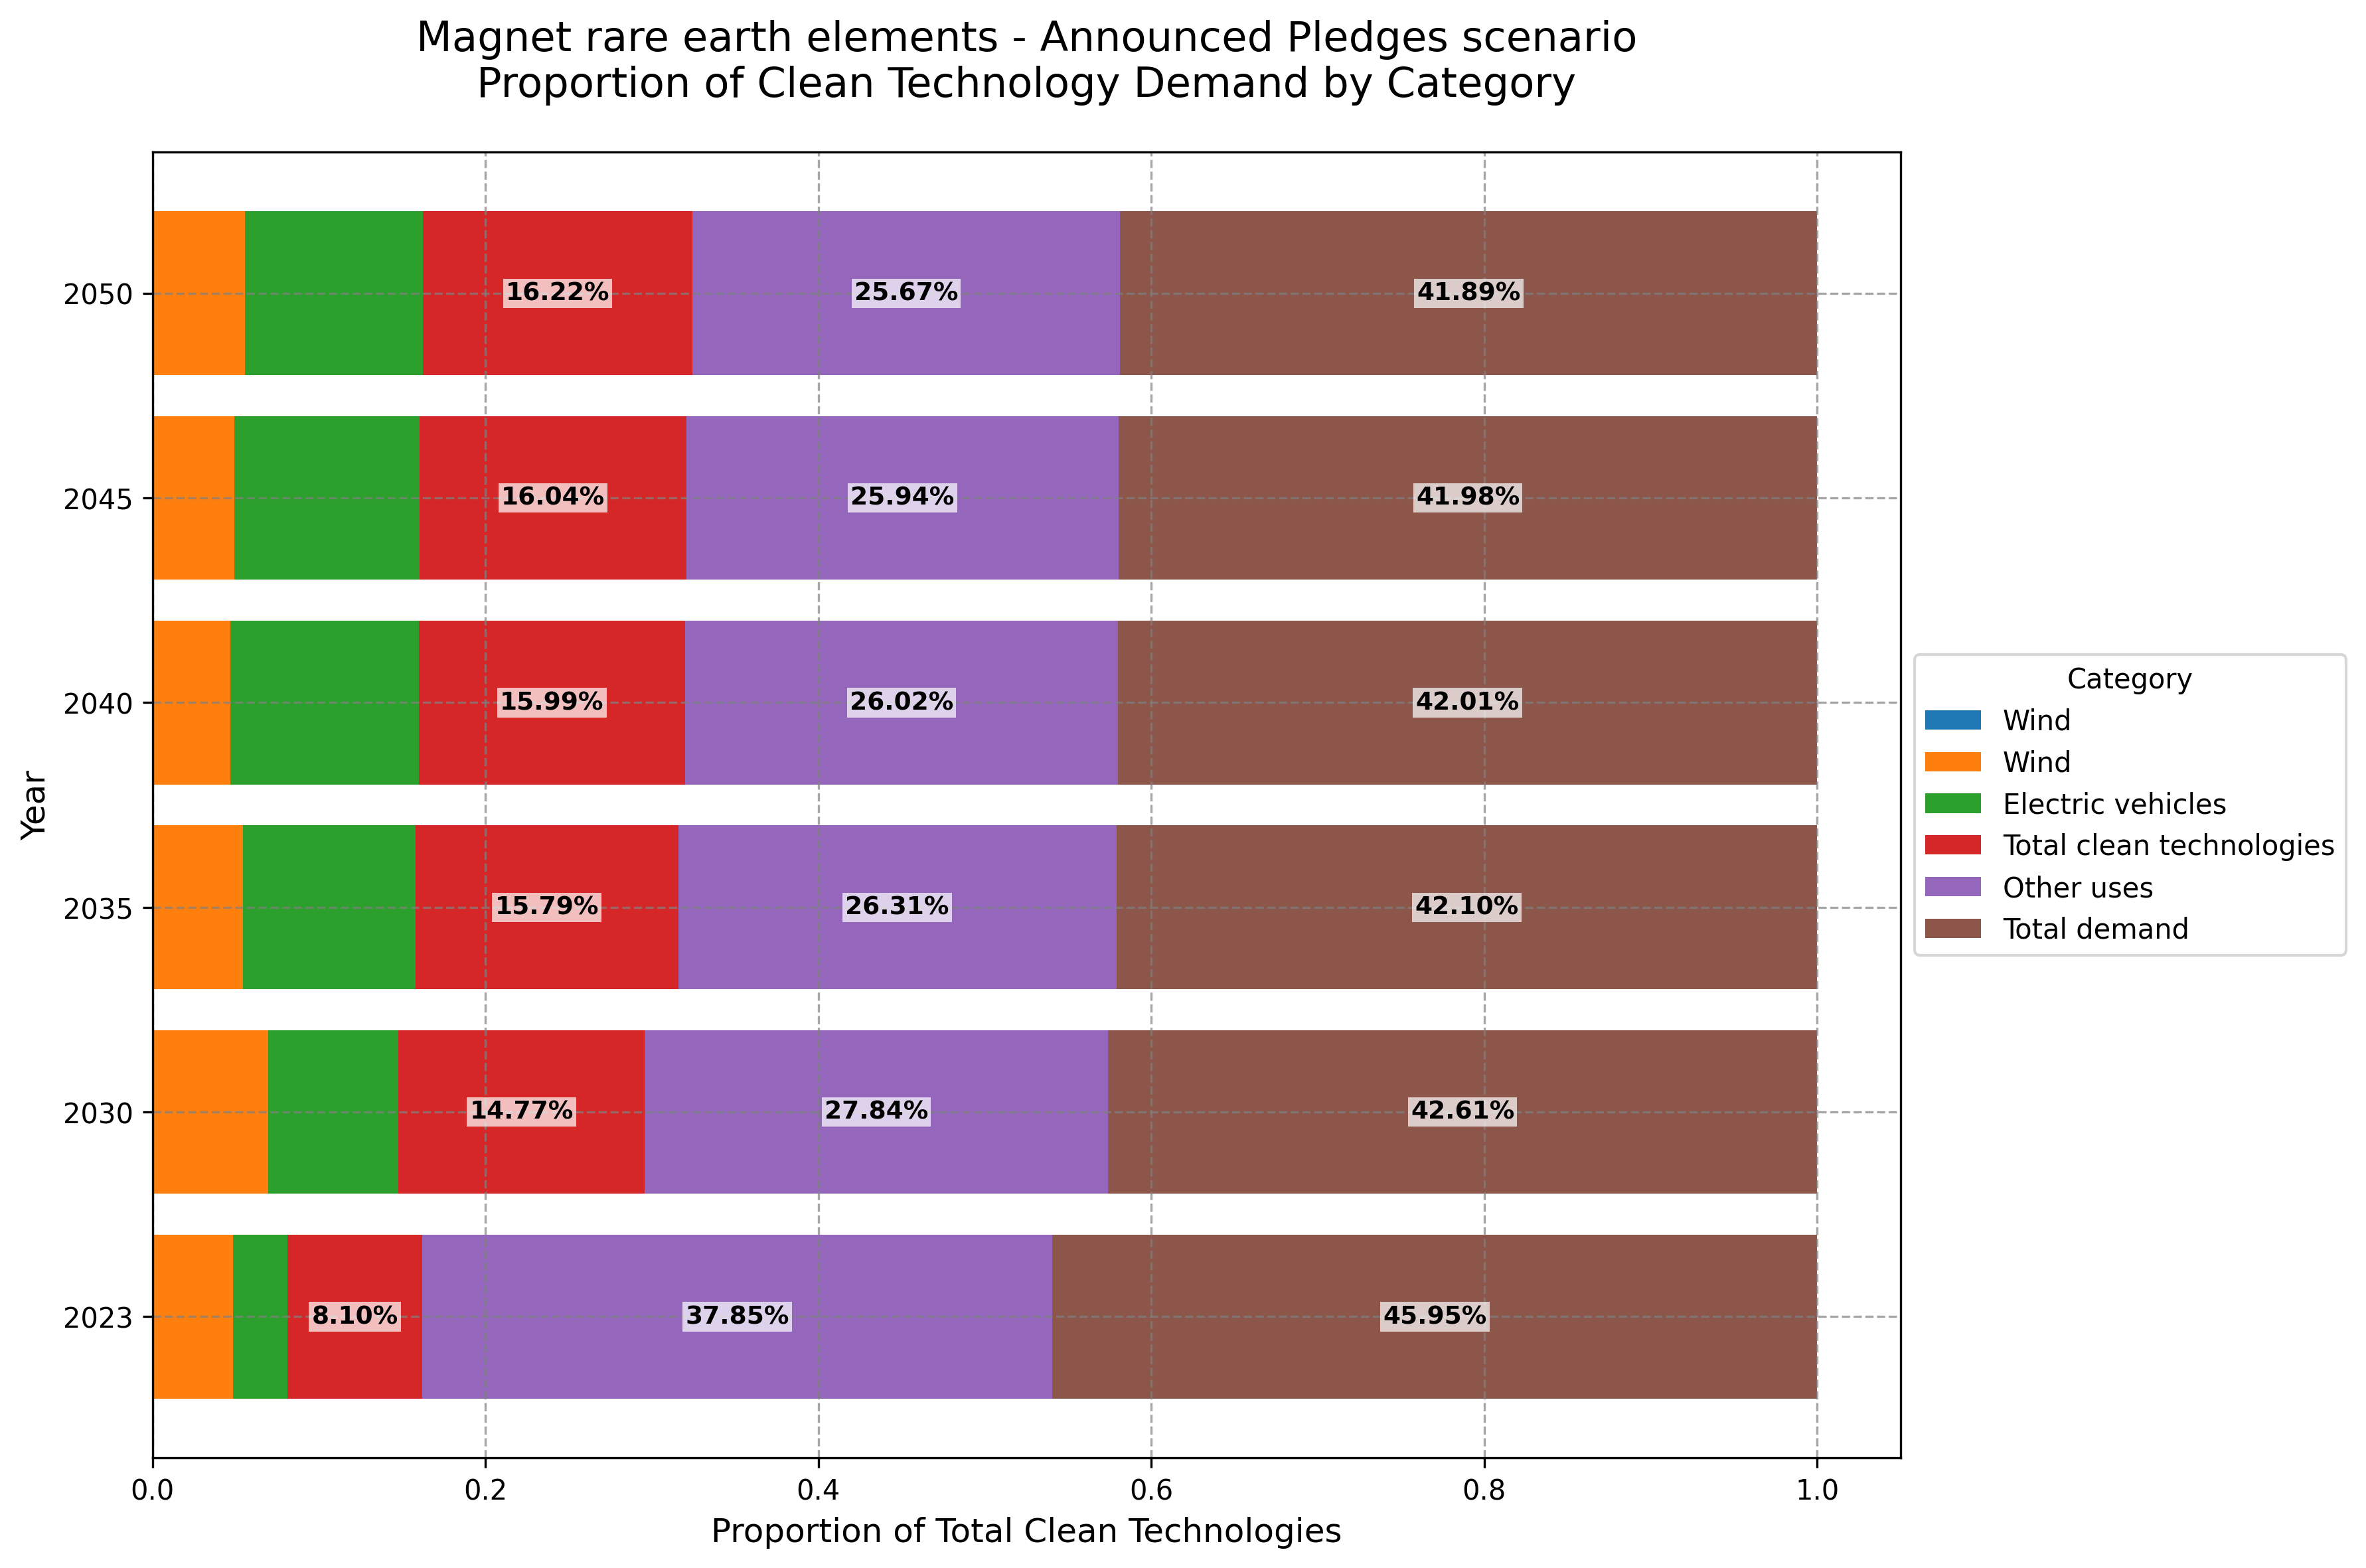 Magnet rare earth elements - Announced Pledges scenario
Proportion of Clean Technology Demand by Category
Year
2050
16.22%
25.67%
41.89%
2045
16.04%
25.94%
41.98%
2040
15.99%
26.02%
42.01%
2035
15.79%
26.31%
42.10%
2030
14.77%
27.84%
42.61%
2023
8.10%
37.85%
45.95%
0.0
0.2
0.4
0.6
0.8
1.0
Proportion of Total Clean Technologies
Category
Wind
Wind
Electric vehicles
Total clean technologies
Other uses
Total demand